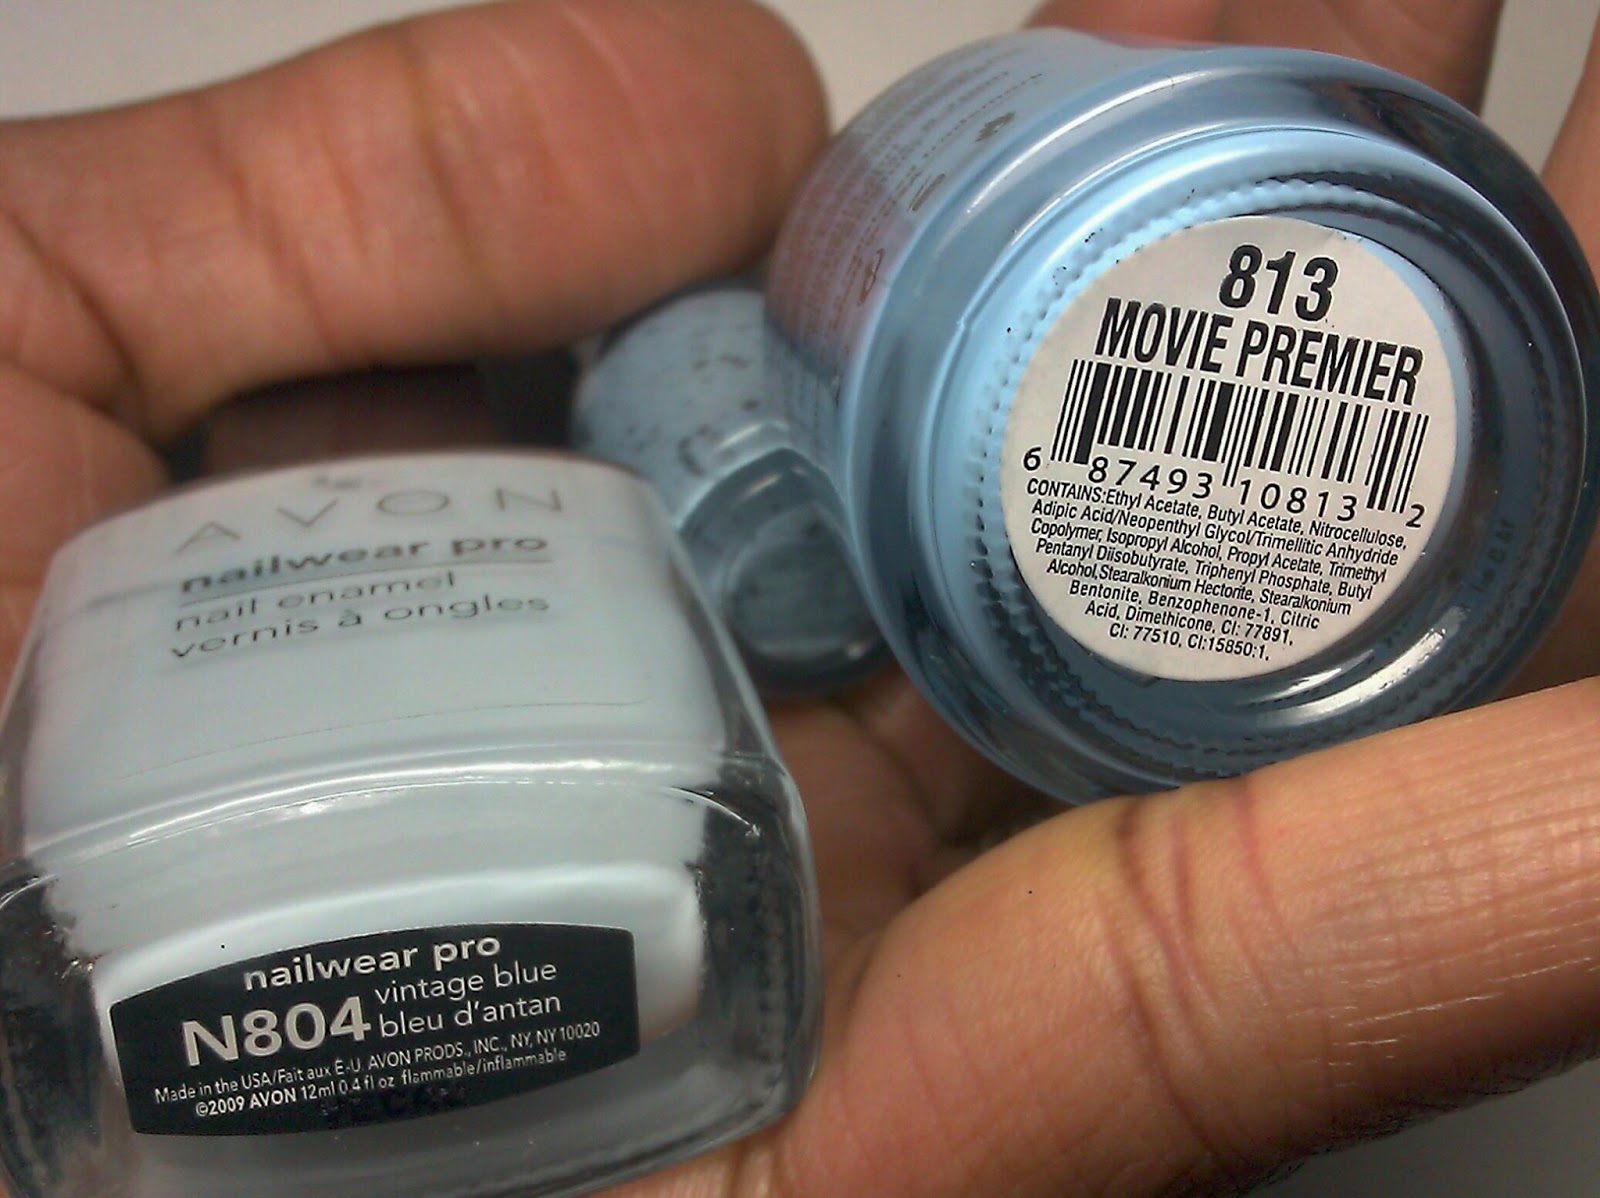 AVON
nailwear pro
nail enamel
vernis à ongles
nailwear pro
N804 vintage blue
bleu d'antan
Made in the USA/Fait aux É-U. AVON PRODS., INC., NY, NY 10020
©2009 AVON 12ml 0.4 fl oz flammable/inflammable
813
MOVIE PREMIER
6 87493 10813 2
CONTAINS:Ethyl Acetate, Butyl Acetate, Nitrocellulose,
Adipic Acid/Neopenthyl Glycol/Trimellitic Anhydride
Copolymer, Isopropyl Alcohol, Propyl Acetate, Trimethyl
Pentanyl Diisobutyrate, Triphenyl Phosphate, Butyl
Alcohol,Stearalkonium Hectorite, Stearalkonium
Bentonite, Benzophenone-1, Citric
Acid, Dimethicone, CI: 77891,
CI: 77510, CI:15850:1,